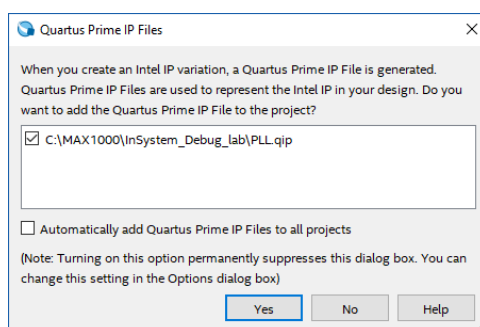 Quartus Prime IP Files
When you create an Intel IP variation, a Quartus Prime IP File is generated.
Quartus Prime IP Files are used to represent the Intel IP in your design. Do you
want to add the Quartus Prime IP File to the project?
C:\MAX1000\InSystem_Debug_lab\PLL.qip
Automatically add Quartus Prime IP Files to all projects
(Note: Turning on this option permanently suppresses this dialog box. You can
change this setting in the Options dialog box)
Yes No Help